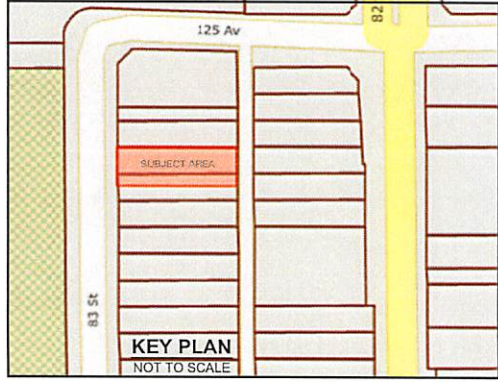 82
125 Av
SUBJECT AREA
83 St
KEY PLAN
NOT TO SCALE